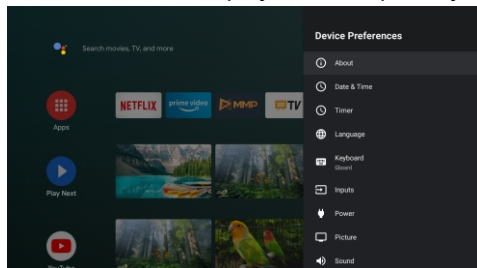 Search movies, TV, and more
Apps
NETFLIX
prime video
MMP
TV
Play Next
YouTube
Device Preferences
About
Date & Time
Timer
Language
Keyboard
Gboard
Inputs
Power
Picture
Sound